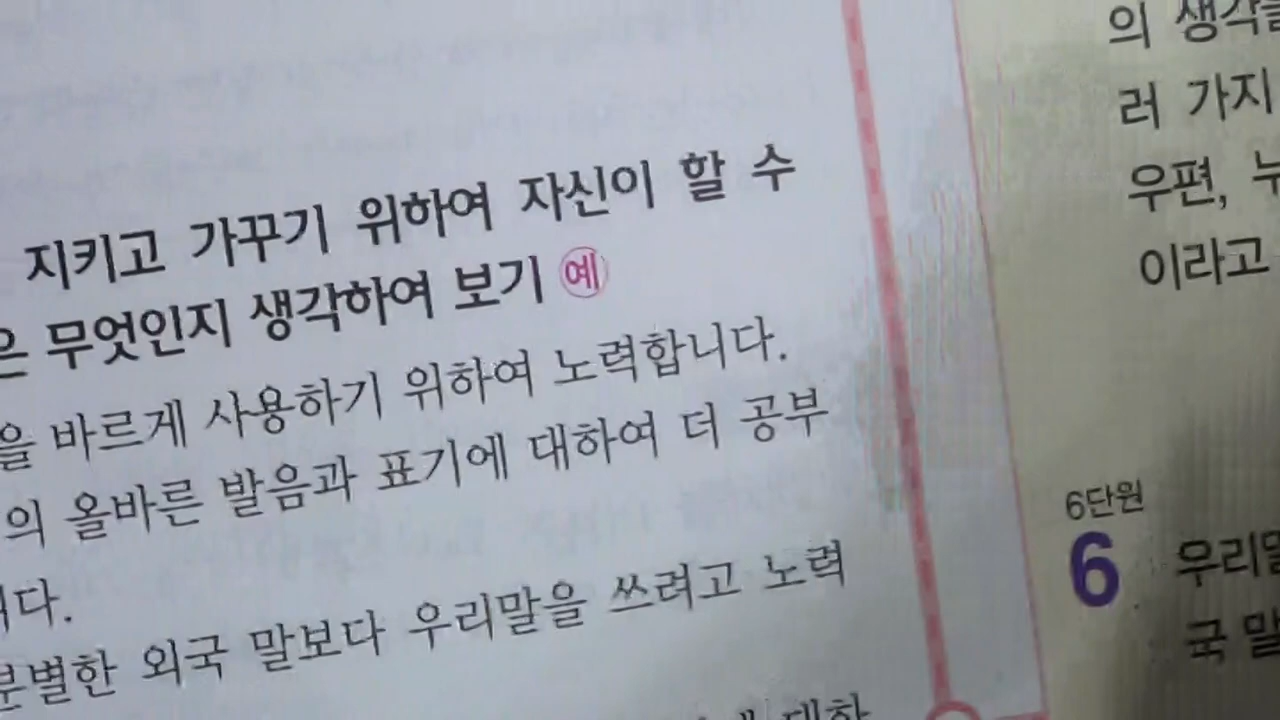 지키고 가꾸기 위하여 자신이 할 수
은 무엇인지 생각하여 보기 예
을 바르게 사용하기 위하여 노력합니다.
의 올바른 발음과 표기에 대하여 더 공부
다.
분별한 외국 말보다 우리말을 쓰려고 노력
대한
의 생각을
러 가지
우편,
이라고
6단원
6 우리말
국 말